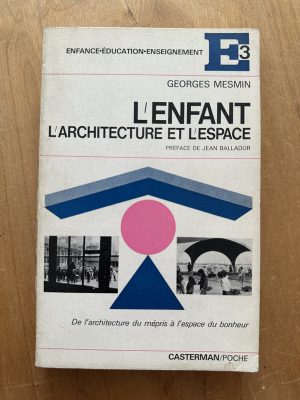 ENFANCE•ÉDUCATION•ENSEIGNEMENT
E3
GEORGES MESMIN
L'ENFANT
L'ARCHITECTURE ET L'ESPACE
PRÉFACE DE JEAN BALLADUR
De l'architecture du mépris à l'espace du bonheur
CASTERMAN/POCHE